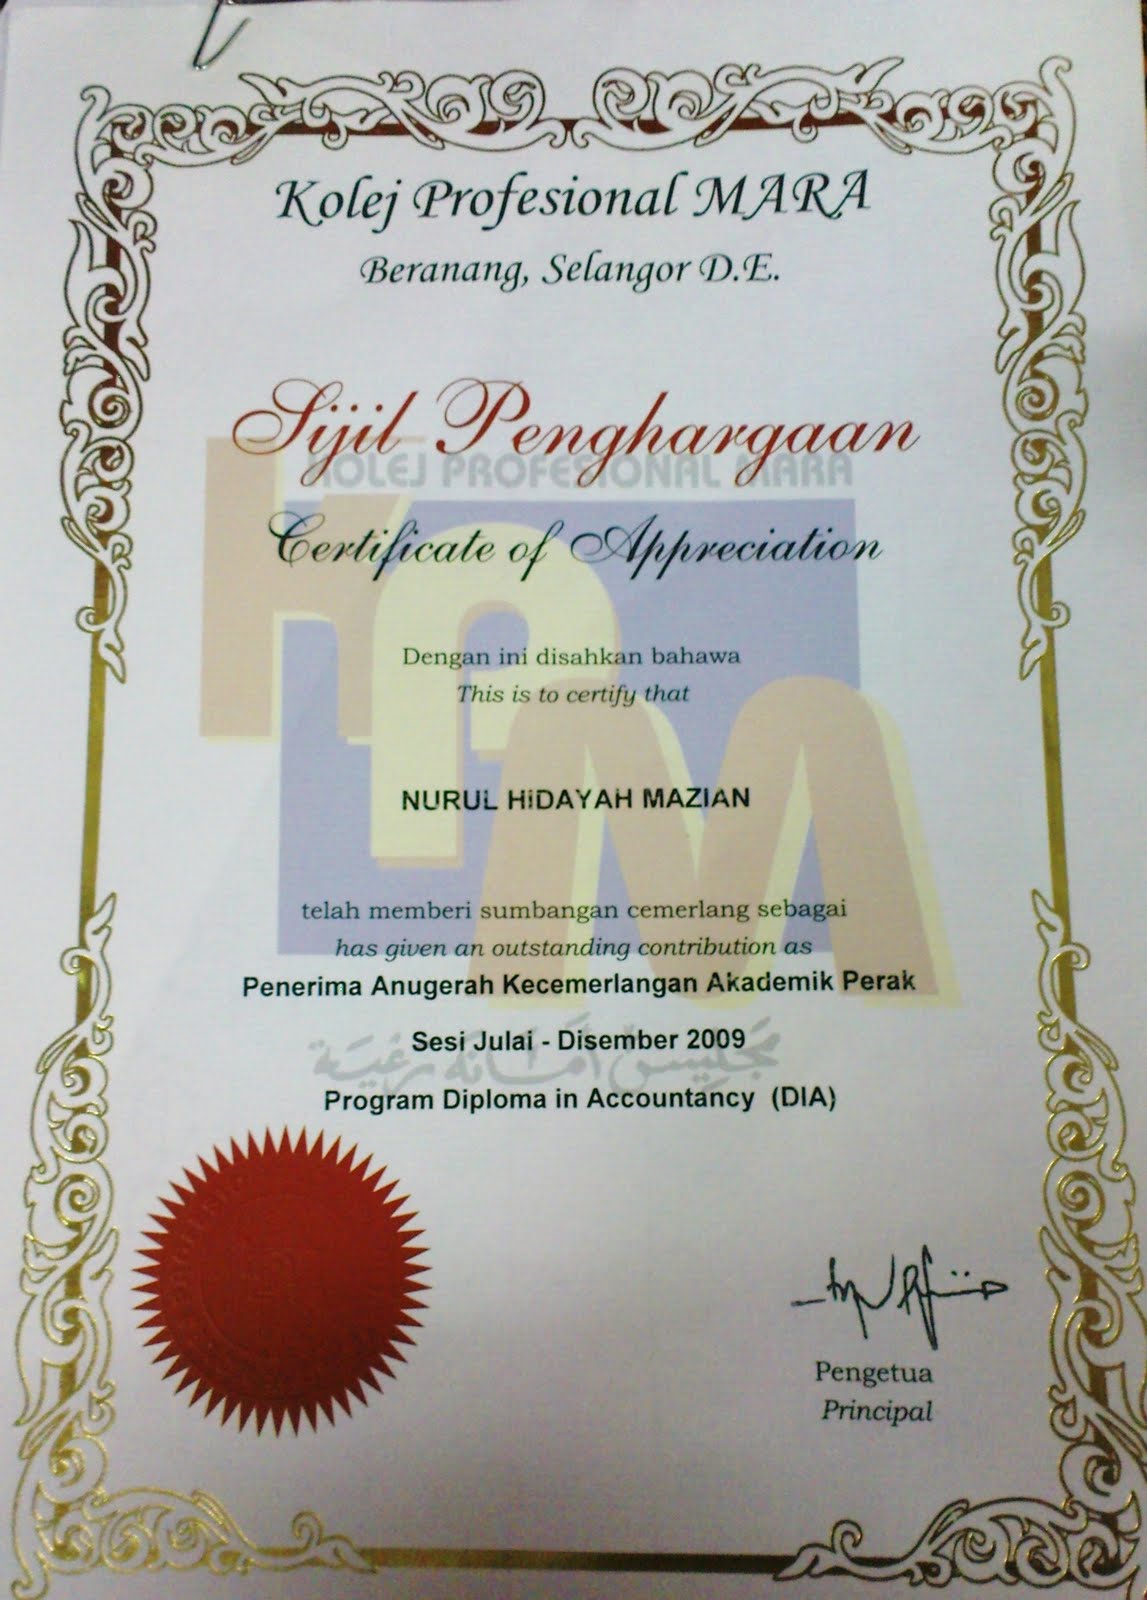 Kolej Profesional MARA
Beranang, Selangor D.E.
Sijil Penghargaan
KOLEJ PROFESIONAL MARA
Certificate of Appreciation
KPM
Dengan ini disahkan bahawa
This is to certify that
NURUL HIDAYAH MAZIAN
telah memberi sumbangan cemerlang sebagai
has given an outstanding contribution as
Penerima Anugerah Kecemerlangan Akademik Perak
Sesi Julai - Disember 2009
مجليس أمانه رعية
Program Diploma in Accountancy (DIA)
Pengetua
Principal